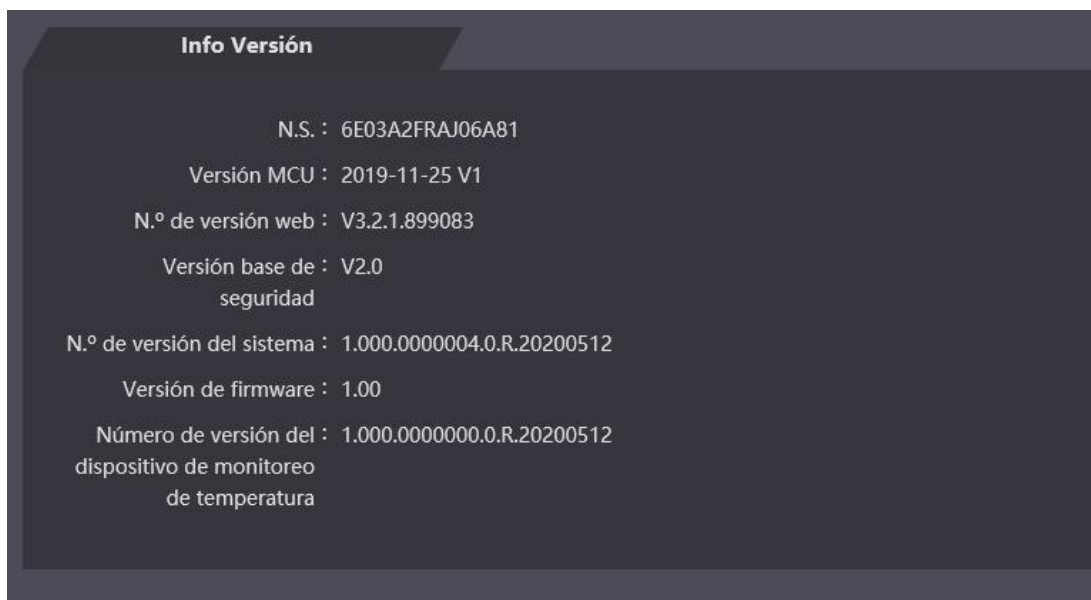 Info Versión
N.S.: 6E03A2FRAJ06A81
Versión MCU: 2019-11-25 V1
N.º de versión web: V3.2.1.899083
Versión base de: V2.0
seguridad
N.º de versión del sistema: 1.000.0000004.0.R.20200512
Versión de firmware: 1.00
Número de versión del: 1.000.0000000.0.R.20200512
dispositivo de monitoreo
de temperatura